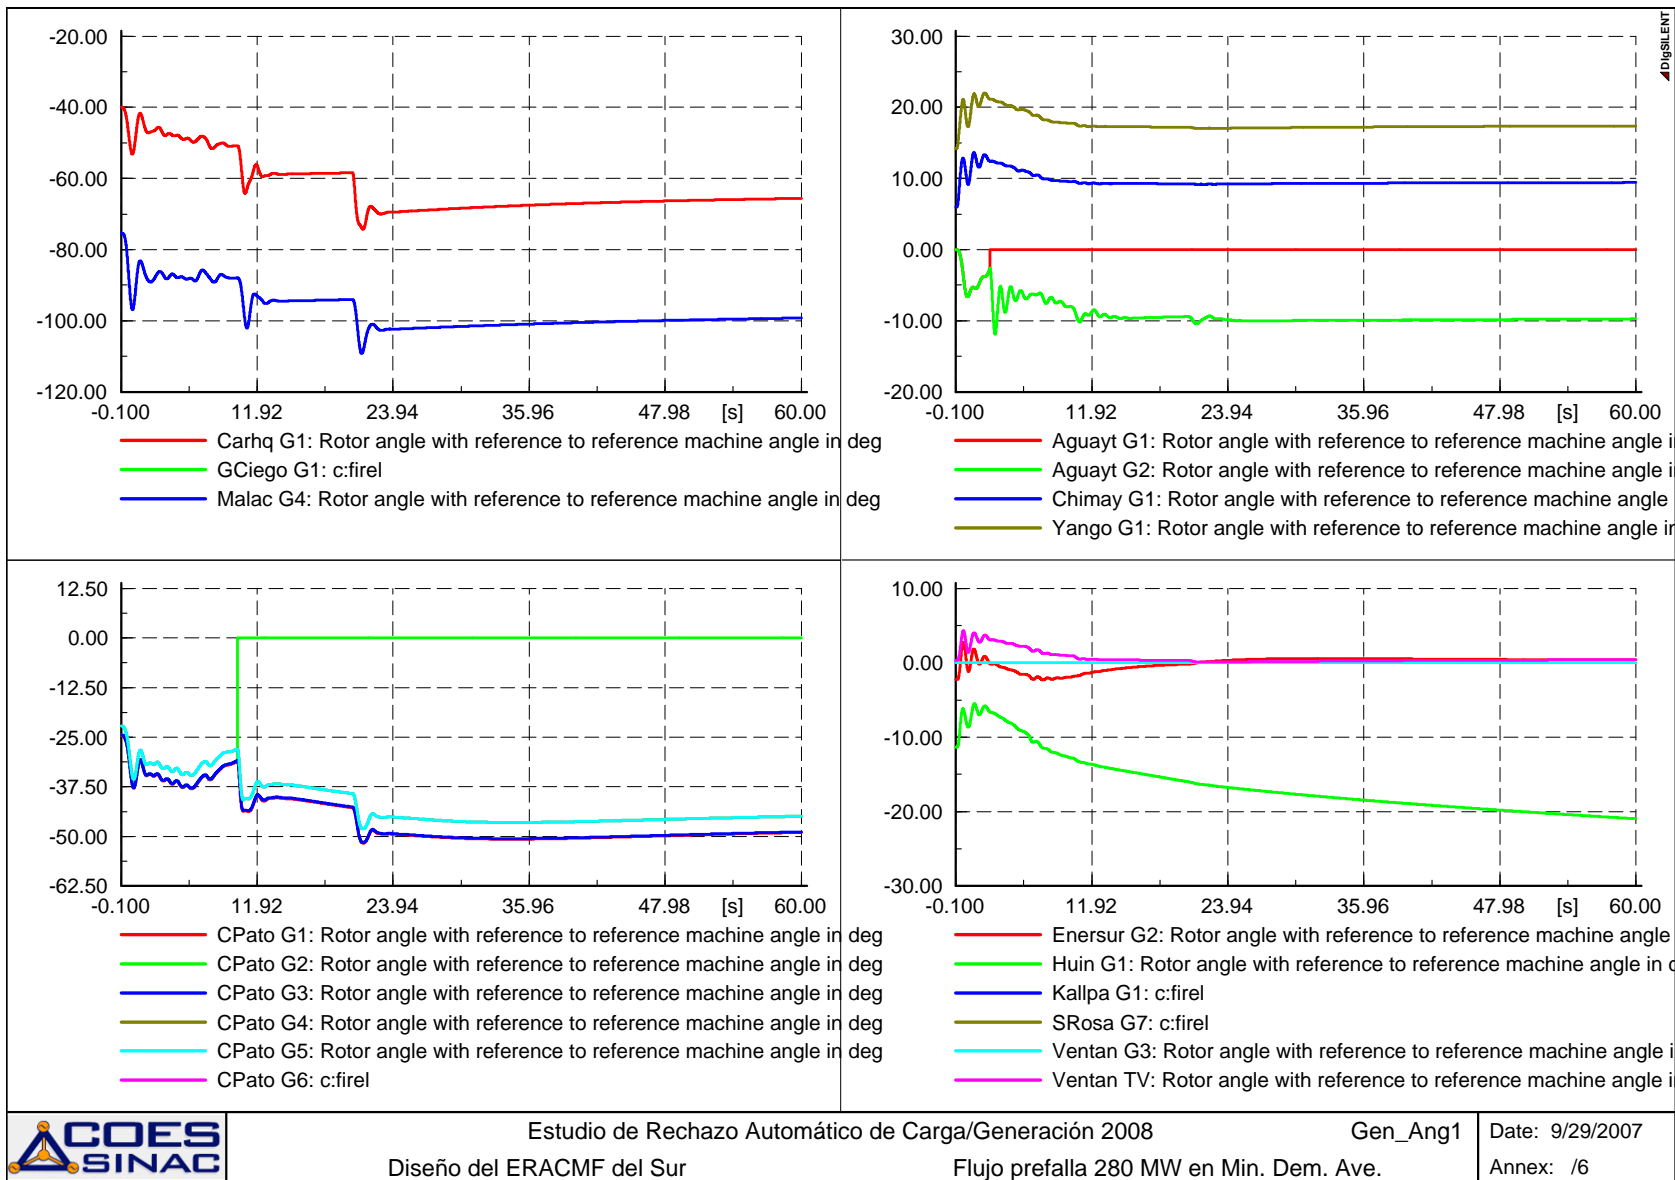 -20.00
-40.00
-60.00
-80.00
-100.00
-120.00
-0.100 11.92 23.94 35.96 47.98 [s] 60.00
Carhq G1: Rotor angle with reference to reference machine angle in deg
GCiego G1: c:firel
Malac G4: Rotor angle with reference to reference machine angle in deg
30.00
20.00
10.00
0.00
-10.00
-20.00
-0.100 11.92 23.94 35.96 47.98 [s] 60.00
Aguayt G1: Rotor angle with reference to reference machine angle i
Aguayt G2: Rotor angle with reference to reference machine angle i
Chimay G1: Rotor angle with reference to reference machine angle
Yango G1: Rotor angle with reference to reference machine angle in
DIgSILENT
12.50
0.00
-12.50
-25.00
-37.50
-50.00
-62.50
-0.100 11.92 23.94 35.96 47.98 [s] 60.00
CPato G1: Rotor angle with reference to reference machine angle in deg
CPato G2: Rotor angle with reference to reference machine angle in deg
CPato G3: Rotor angle with reference to reference machine angle in deg
CPato G4: Rotor angle with reference to reference machine angle in deg
CPato G5: Rotor angle with reference to reference machine angle in deg
CPato G6: c:firel
10.00
0.00
-10.00
-20.00
-30.00
-0.100 11.92 23.94 35.96 47.98 [s] 60.00
Enersur G2: Rotor angle with reference to reference machine angle
Huin G1: Rotor angle with reference to reference machine angle in d
Kallpa G1: c:firel
SRosa G7: c:firel
Ventan G3: Rotor angle with reference to reference machine angle i
Ventan TV: Rotor angle with reference to reference machine angle i
COES
SINAC
Estudio de Rechazo Automático de Carga/Generación 2008 Gen_Ang1
Diseño del ERACMF del Sur Flujo prefalla 280 MW en Min. Dem. Ave.
Date: 9/29/2007
Annex: /6